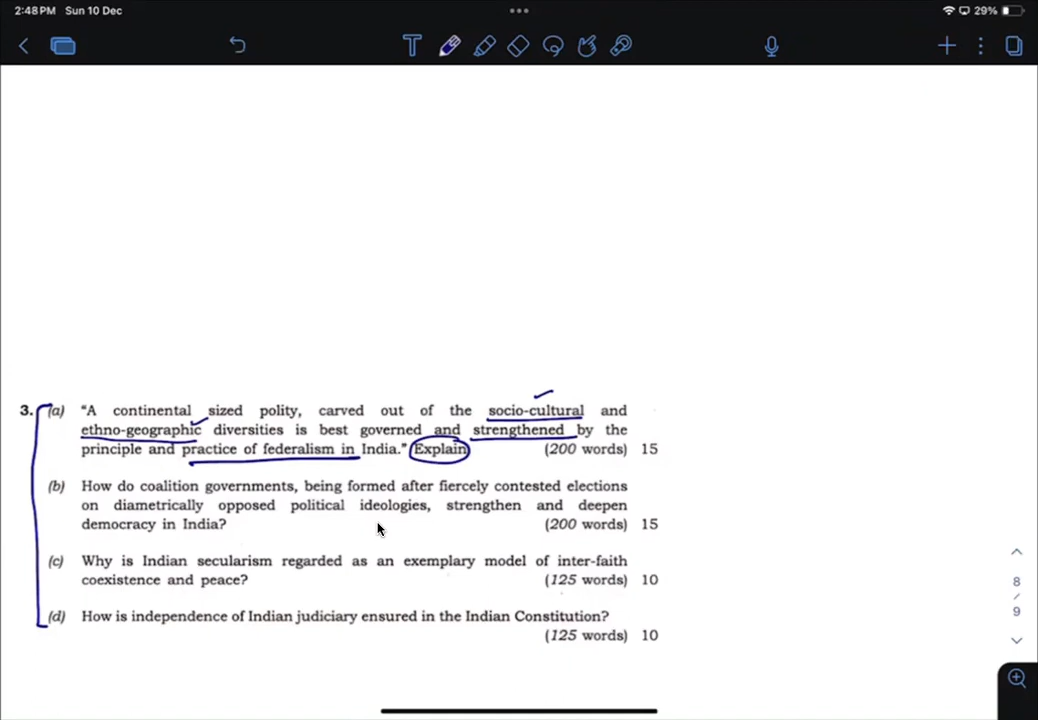 2:48 PM Sun 10 Dec
29%
T
3. (a) "A continental sized polity, carved out of the socio-cultural and
ethno-geographic diversities is best governed and strengthened by the
principle and practice of federalism in India." Explain (200 words) 15
(b) How do coalition governments, being formed after fiercely contested elections
on diametrically opposed political ideologies, strengthen and deepen
democracy in India? (200 words) 15
(c) Why is Indian secularism regarded as an exemplary model of inter-faith
coexistence and peace? (125 words) 10
(d) How is independence of Indian judiciary ensured in the Indian Constitution?
(125 words) 10
8
/
9